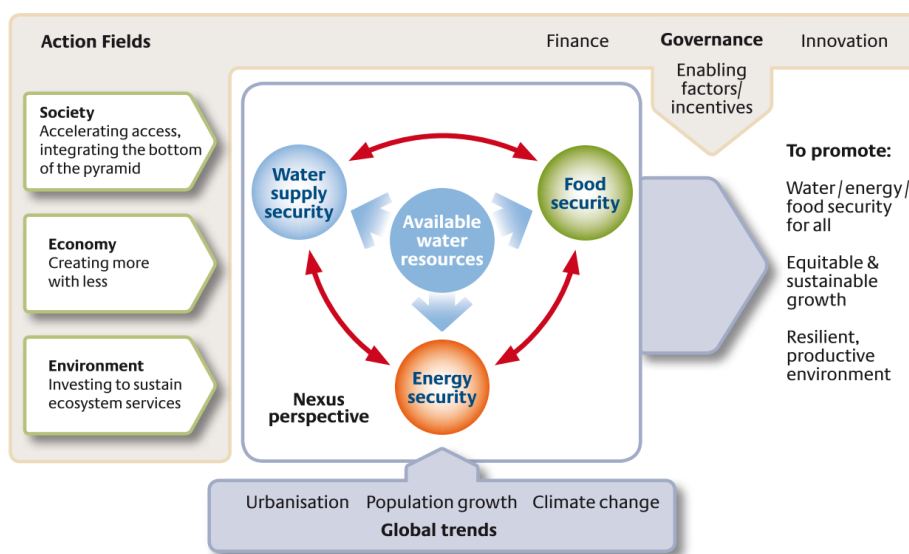 Action Fields
Finance
Governance
Innovation
Enabling
factors/
incentives
Society
Accelerating access,
integrating the bottom
of the pyramid
Economy
Creating more
with less
Environment
Investing to sustain
ecosystem services
Water
supply
security
Food
security
Available
water
resources
Energy
security
Nexus
perspective
To promote:
Water/energy/
food security
for all
Equitable &
sustainable
growth
Resilient,
productive
environment
Urbanisation
Population growth
Climate change
Global trends